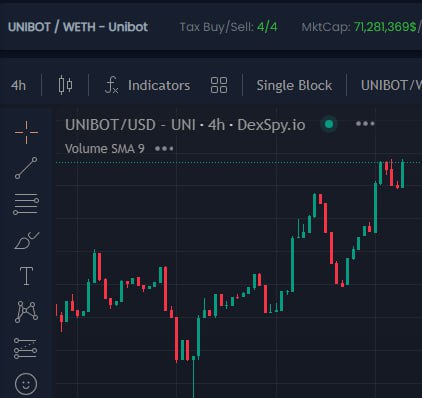 UNIBOT / WETH - Unibot Tax Buy/Sell: 4/4 MktCap: 71,281,369$/
4h Indicators Single Block UNIBOT/W
UNIBOT/USD - UNI · 4h · DexSpy.io
Volume SMA 9